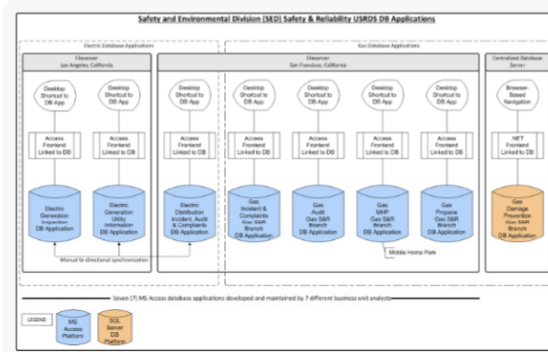 Safety and Environmental Division (SED) Safety & Reliability USRDS DB Applications
Electric Database Applications
Gas Database Applications
Fileserver
Los Angeles, California
Fileserver
San Francisco, California
Centralized Database
Server
Desktop
Shortcut to
DB App
Desktop
Shortcut to
DB App
Desktop
Shortcut to
DB App
Desktop
Shortcut to
DB App
Desktop
Shortcut to
DB App
Desktop
Shortcut to
DB App
Desktop
Shortcut to
DB App
Browser-
Based
Navigation
Access
Frontend
Linked to DB
Access
Frontend
Linked to DB
Access
Frontend
Linked to DB
Access
Frontend
Linked to DB
Access
Frontend
Linked to DB
Access
Frontend
Linked to DB
Access
Frontend
Linked to DB
.NET
Frontend
Linked to DB
Electric
Generation
Inspection
DB Application
Electric
Generation
Utility
Information
DB Application
Electric
Distribution
Incident, Audit
& Complaints
DB Application
Gas
Incident &
Complaints
Gas S&R
Branch
DB Application
Gas
Audit
Gas S&R
Branch
DB Application
Gas
MHP
Gas S&R
Branch
DB Application
Gas
Propane
Gas S&R
Branch
DB Application
Gas
Damage
Prevention
Gas S&R
Branch
DB Application
Manual bi-directional synchronization
Mobile Home Park
Seven (7) MS Access database applications developed and maintained by 7 different business unit analysts
LEGEND
MS
Access
Platform
SQL
Server
DB
Platform